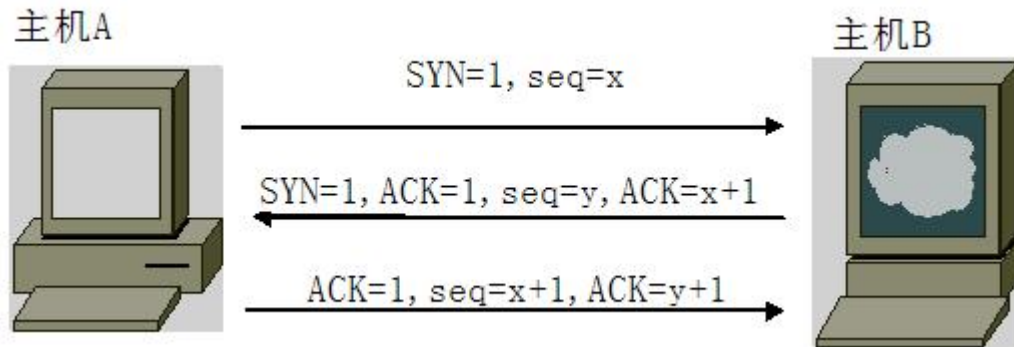 主机A
主机B
SYN=1, seq=x
SYN=1, ACK=1, seq=y, ACK=x+1
ACK=1, seq=x+1, ACK=y+1